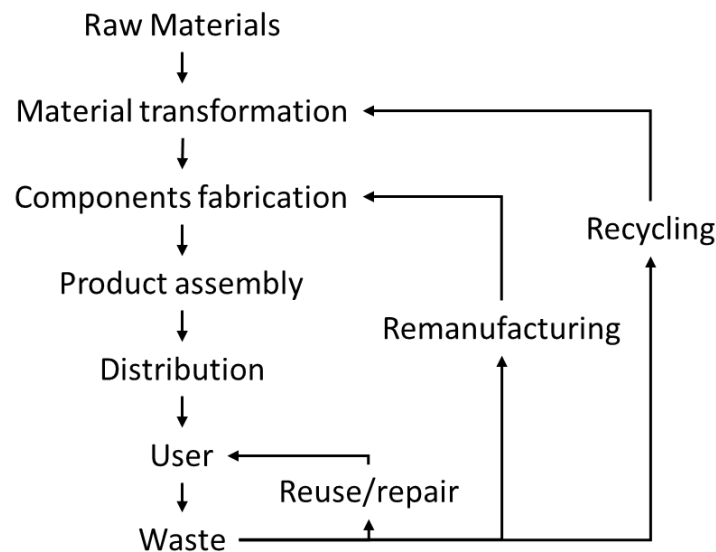 Raw Materials
Material transformation
Components fabrication
Recycling
Product assembly
Remanufacturing
Distribution
User
Reuse/repair
Waste